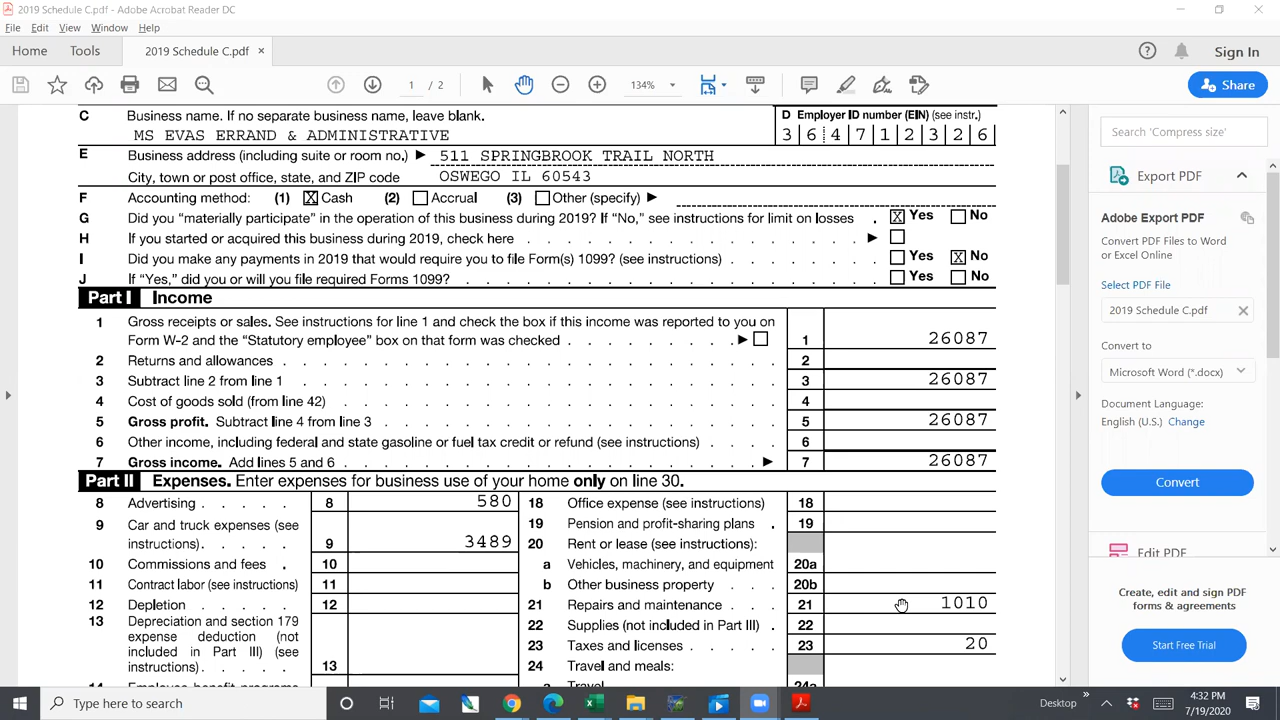 2019 Schedule C.pdf - Adobe Acrobat Reader DC
File Edit View Window Help
Home Tools 2019 Schedule C.pdf × Sign In
1 / 2 134% Share
C Business name. If no separate business name, leave blank. D Employer ID number (EIN) (see instr.)
MS EVAS ERRAND & ADMINISTRATIVE 3 6 4 7 1 2 3 2 6
E Business address (including suite or room no.) ► 511 SPRINGBROOK TRAIL NORTH
City, town or post office, state, and ZIP code OSWEGO IL 60543
F Accounting method: (1) X Cash (2) Accrual (3) Other (specify) ►
G Did you “materially participate” in the operation of this business during 2019? If “No,” see instructions for limit on losses . X Yes No
H If you started or acquired this business during 2019, check here . . . . . . . . . . . . . . . . . ►
I Did you make any payments in 2019 that would require you to file Form(s) 1099? (see instructions) . . . . . . . . Yes X No
J If “Yes,” did you or will you file required Forms 1099? . . . . . . . . . . . . . . . . . . . . . Yes No
Part I Income
1 Gross receipts or sales. See instructions for line 1 and check the box if this income was reported to you on
Form W-2 and the “Statutory employee” box on that form was checked . . . . . . . . . ► 1 26087
2 Returns and allowances . . . . . . . . . . . . . . . . . . . . . . . 2
3 Subtract line 2 from line 1 . . . . . . . . . . . . . . . . . . . . . . 3 26087
4 Cost of goods sold (from line 42) . . . . . . . . . . . . . . . . . . . . 4
5 Gross profit. Subtract line 4 from line 3 . . . . . . . . . . . . . . . . . . 5 26087
6 Other income, including federal and state gasoline or fuel tax credit or refund (see instructions) . . . . 6
7 Gross income. Add lines 5 and 6 . . . . . . . . . . . . . . . . . . . ► 7 26087
Part II Expenses. Enter expenses for business use of your home only on line 30.
8 Advertising . . . . . 8 580 18 Office expense (see instructions) 18
9 Car and truck expenses (see 19 Pension and profit-sharing plans . 19
instructions). . . . . 9 3489 20 Rent or lease (see instructions):
10 Commissions and fees . 10 a Vehicles, machinery, and equipment 20a
11 Contract labor (see instructions) 11 b Other business property . . . 20b
12 Depletion . . . . . 12 21 Repairs and maintenance . . . 21 1010
13 Depreciation and section 179 22 Supplies (not included in Part III) . 22
expense deduction (not 23 Taxes and licenses . . . . . 23 20
included in Part III) (see 24 Travel and meals:
instructions). . . . . 13
14 Employee benefit programs a Travel 24a
Search 'Compress size'
Export PDF
Adobe Export PDF
Convert PDF Files to Word
or Excel Online
Select PDF File
2019 Schedule C.pdf ×
Convert to
Microsoft Word (*.docx)
Document Language:
English (U.S.) Change
Convert
Edit PDF
Create, edit and sign PDF
forms & agreements
Start Free Trial
Type here to search Desktop » 4:32 PM
7/19/2020